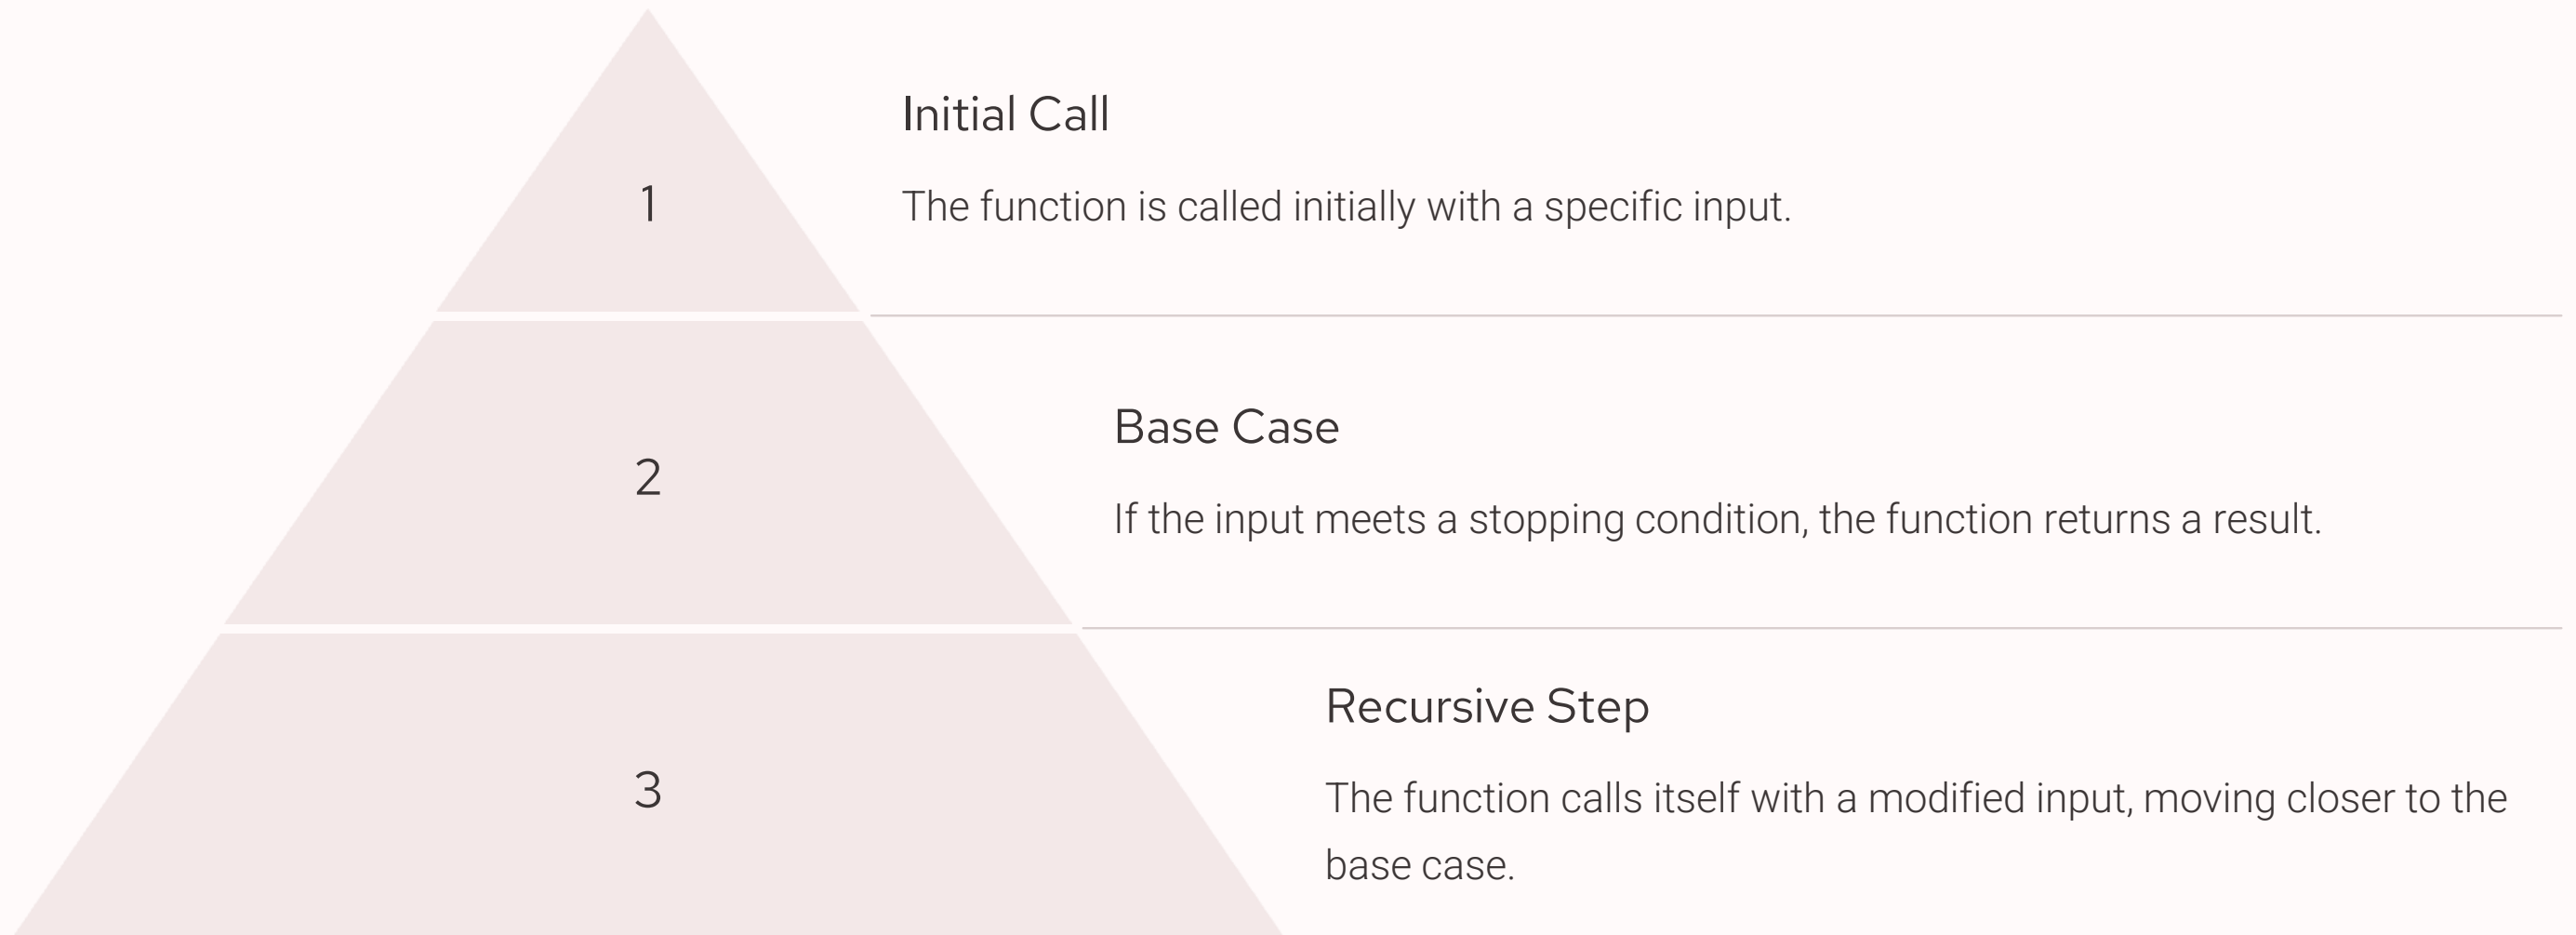 1
Initial Call
The function is called initially with a specific input.
2
Base Case
If the input meets a stopping condition, the function returns a result.
3
Recursive Step
The function calls itself with a modified input, moving closer to the
base case.